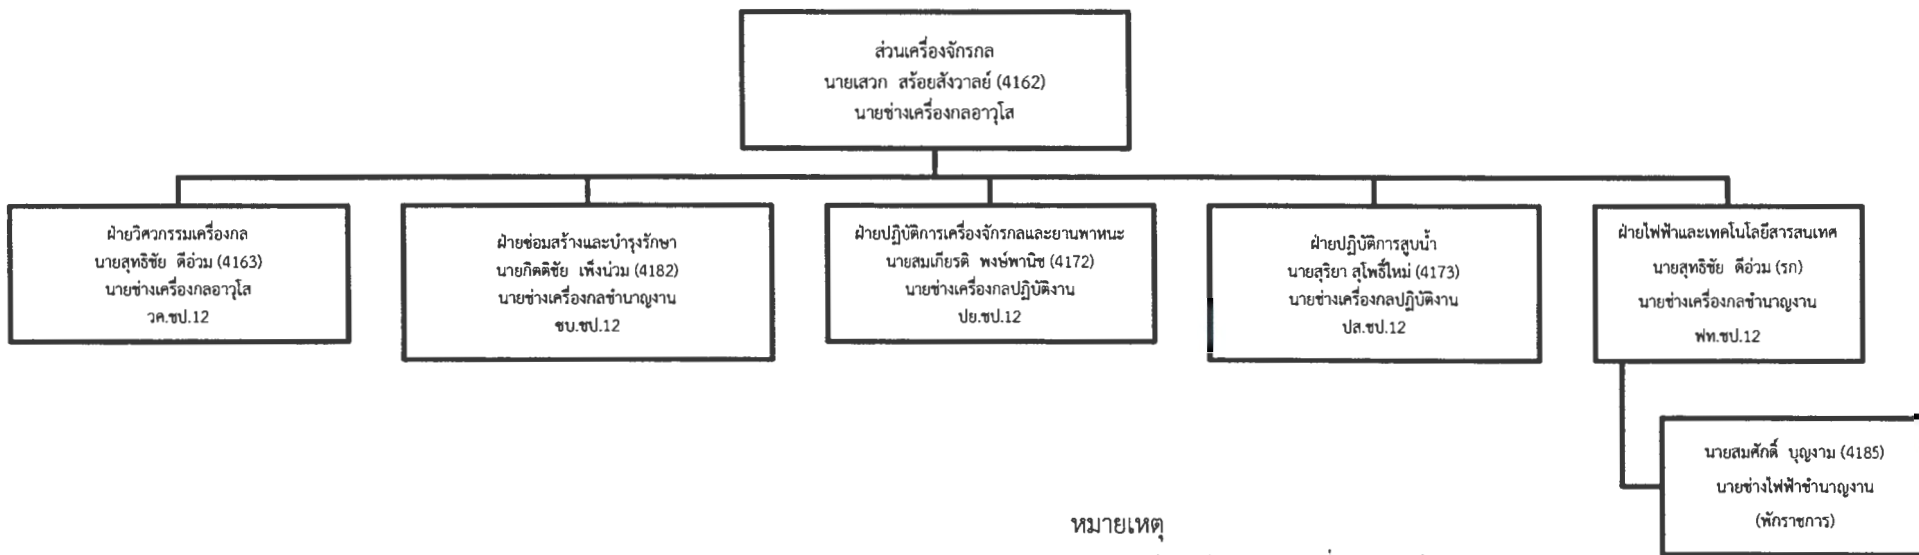 ส่วนเครื่องจักรกล
นายเสวก สร้อยสังวาลย์ (4162)
นายช่างเครื่องกลอาวุโส
ฝ่ายวิศวกรรมเครื่องกล
นายสุทธิชัย ดีอ่วม (4163)
นายช่างเครื่องกลอาวุโส
วค.ชป.12
ฝ่ายซ่อมสร้างและบำรุงรักษา
นายกิตติชัย เพ็งน่วม (4182)
นายช่างเครื่องกลชำนาญงาน
ซบ.ชป.12
ฝ่ายปฏิบัติการเครื่องจักรกลและยานพาหนะ
นายสมเกียรติ พงษ์พานิช (4172)
นายช่างเครื่องกลปฏิบัติงาน
ปย.ชป.12
ฝ่ายปฏิบัติการสูบน้ำ
นายสุริยา สุโพธิ์ใหม่ (4173)
นายช่างเครื่องกลปฏิบัติงาน
ปส.ชป.12
ฝ่ายไฟฟ้าและเทคโนโลยีสารสนเทศ
นายสุทธิชัย ดีอ่วม (รก)
นายช่างเครื่องกลชำนาญงาน
ฟท.ชป.12
นายสมศักดิ์ บุญงาม (4185)
นายช่างไฟฟ้าชำนาญงาน
(พักราชการ)
หมายเหตุ